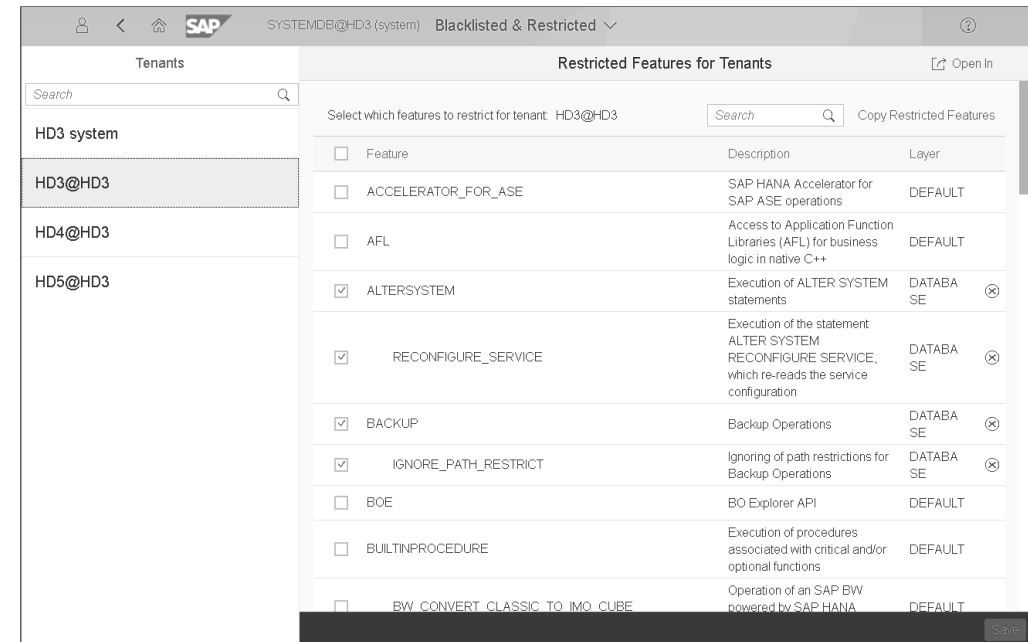 SAP SYSTEMDB@HD3 (system) Blacklisted & Restricted
Tenants
Search
HD3 system
HD3@HD3
HD4@HD3
HD5@HD3
Restricted Features for Tenants Open In
Select which features to restrict for tenant: HD3@HD3 Search Copy Restricted Features
Feature Description Layer
ACCELERATOR_FOR_ASE SAP HANA Accelerator for
SAP ASE operations DEFAULT
AFL Access to Application Function
Libraries (AFL) for business DEFAULT
logic in native C++
ALTERSYSTEM Execution of ALTER SYSTEM DATABA
statements SE
Execution of the statement
ALTER SYSTEM
RECONFIGURE_SERVICE RECONFIGURE SERVICE, DATABA
which re-reads the service SE
configuration
BACKUP Backup Operations DATABA
SE
IGNORE_PATH_RESTRICT Ignoring of path restrictions for DATABA
Backup Operations SE
BOE BO Explorer API DEFAULT
Execution of procedures
BUILTINPROCEDURE associated with critical and/or DEFAULT
optional functions
Operation of an SAP BW
BW_CONVERT_CLASSIC_TO_IMO_CUBE powered by SAP HANA DEFAULT
Save